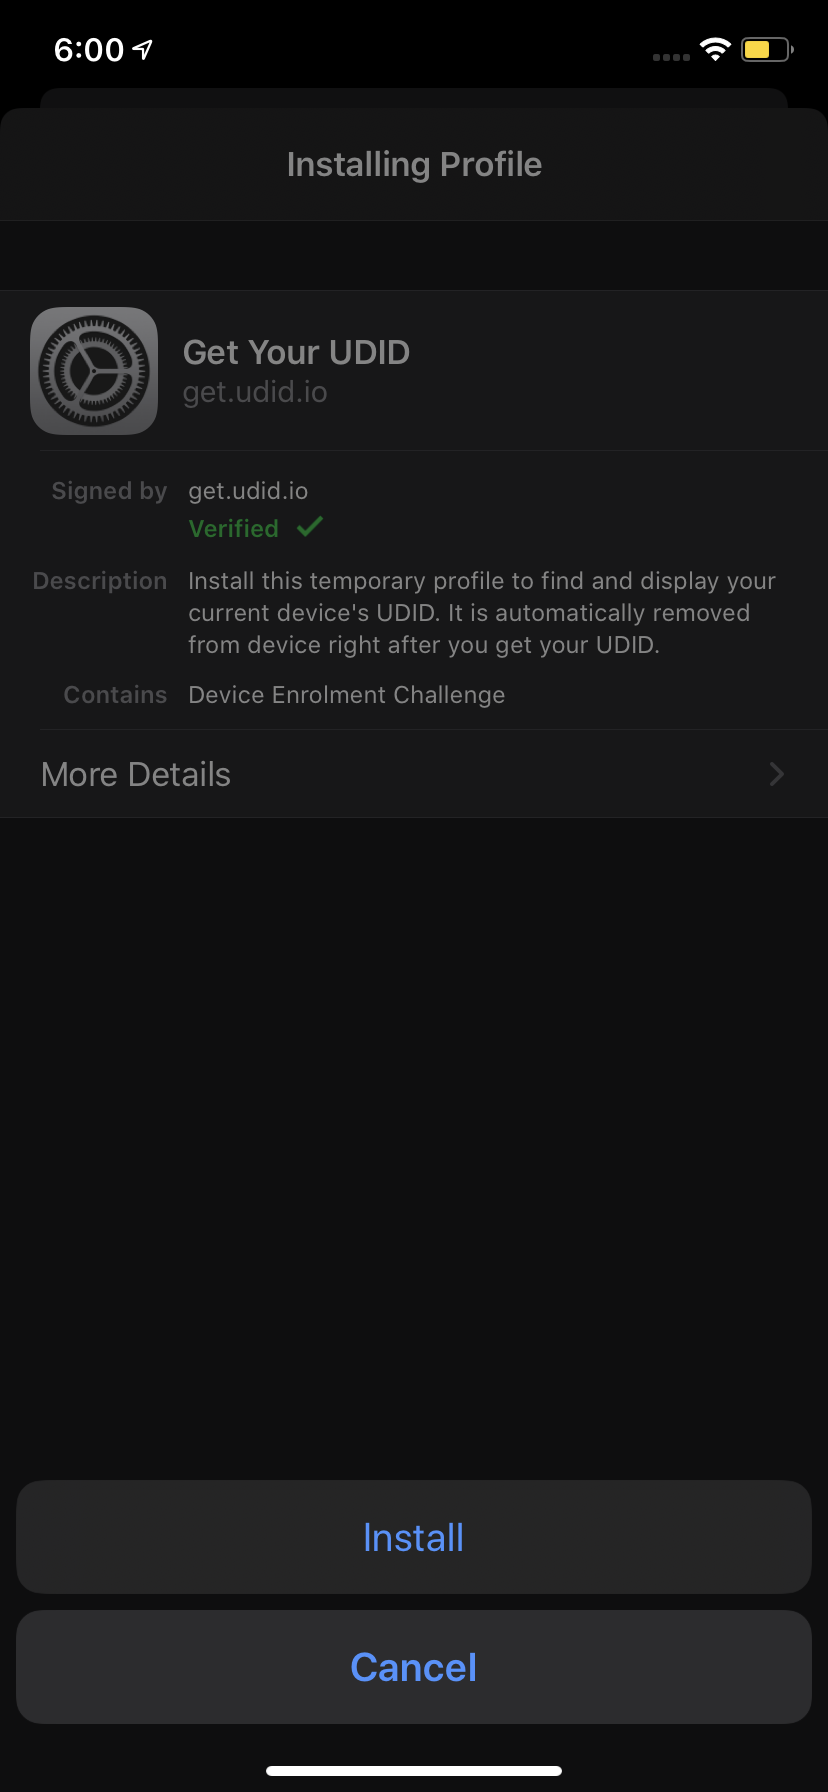 6:00
Installing Profile
Get Your UDID
get.udid.io
Signed by get.udid.io
Verified
Description Install this temporary profile to find and display your
current device's UDID. It is automatically removed
from device right after you get your UDID.
Contains Device Enrolment Challenge
More Details
Install
Cancel